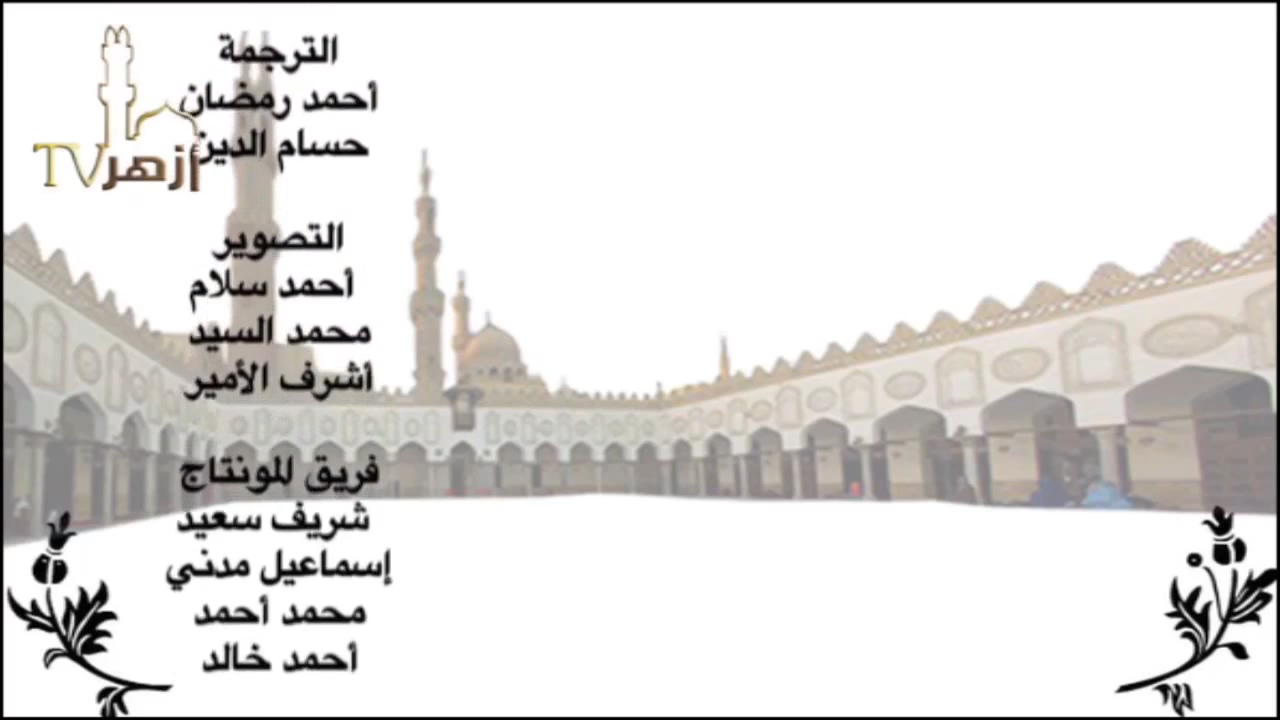 الترجمة
أحمد رمضان
حسام الدين
أزهر TV
التصوير
أحمد سلام
محمد السيد
أشرف الأمير
فريق المونتاج
شريف سعيد
إسماعيل مدني
محمد أحمد
أحمد خالد